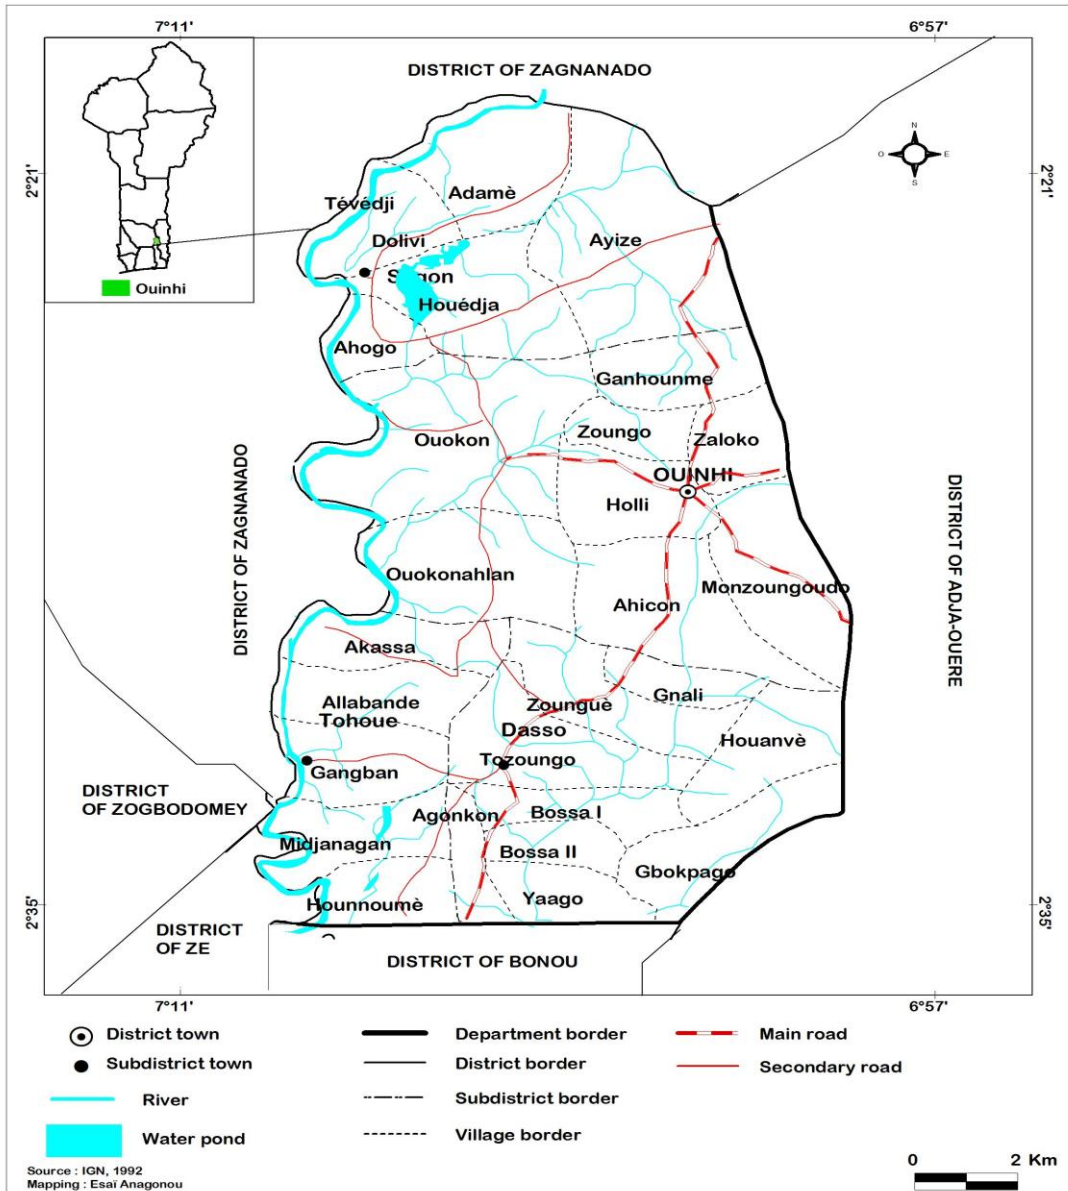 7°11'
6°57'
DISTRICT OF ZAGNANADO
N
O
E
S
2°21'
2°21'
Tévédji
Adamè
Dolivi
Ayize
Sagon
Houédja
Ouinhi
Ahogo
Ganhounme
Ouokon
Zoungo
Zaloko
OUINHI
Holli
DISTRICT OF ZAGNANADO
DISTRICT OF ADJA-OUERE
Ouokonahlan
Monzoungoudo
Ahicon
Akassa
Gnali
Allabande
Tohoue
Zounguè
Dasso
Houanvè
Tozoungo
Gangban
DISTRICT
OF ZOGBODOMEY
Agonkon
Bossa I
Midjanagan
Bossa II
Gbokpago
Hounnoumè
Yaago
2°35'
2°35'
DISTRICT
OF ZE
DISTRICT OF BONOU
7°11'
6°57'
District town
Department border
Main road
Subdistrict town
District border
Secondary road
River
Subdistrict border
Water pond
Village border
0 2 Km
Source : IGN, 1992
Mapping : Esaï Anagonou